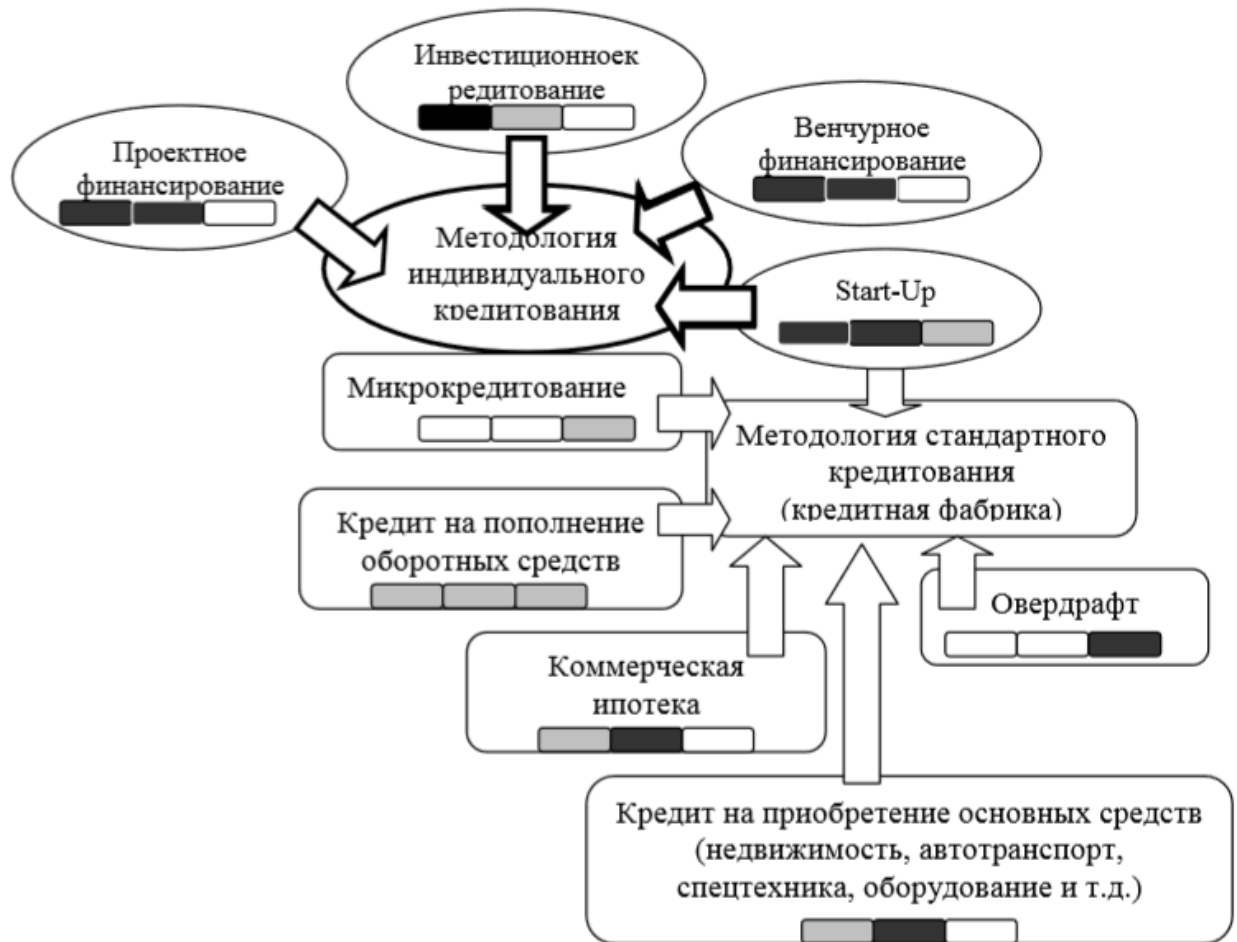 Инвестиционноек
редитование
Проектное
финансирование
Венчурное
финансирование
Методология
индивидуального
кредитования
Start-Up
Микрокредитование
Методология стандартного
кредитования
(кредитная фабрика)
Кредит на пополнение
оборотных средств
Овердрафт
Коммерческая
ипотека
Кредит на приобретение основных средств
(недвижимость, автотранспорт,
спецтехника, оборудование и т.д.)